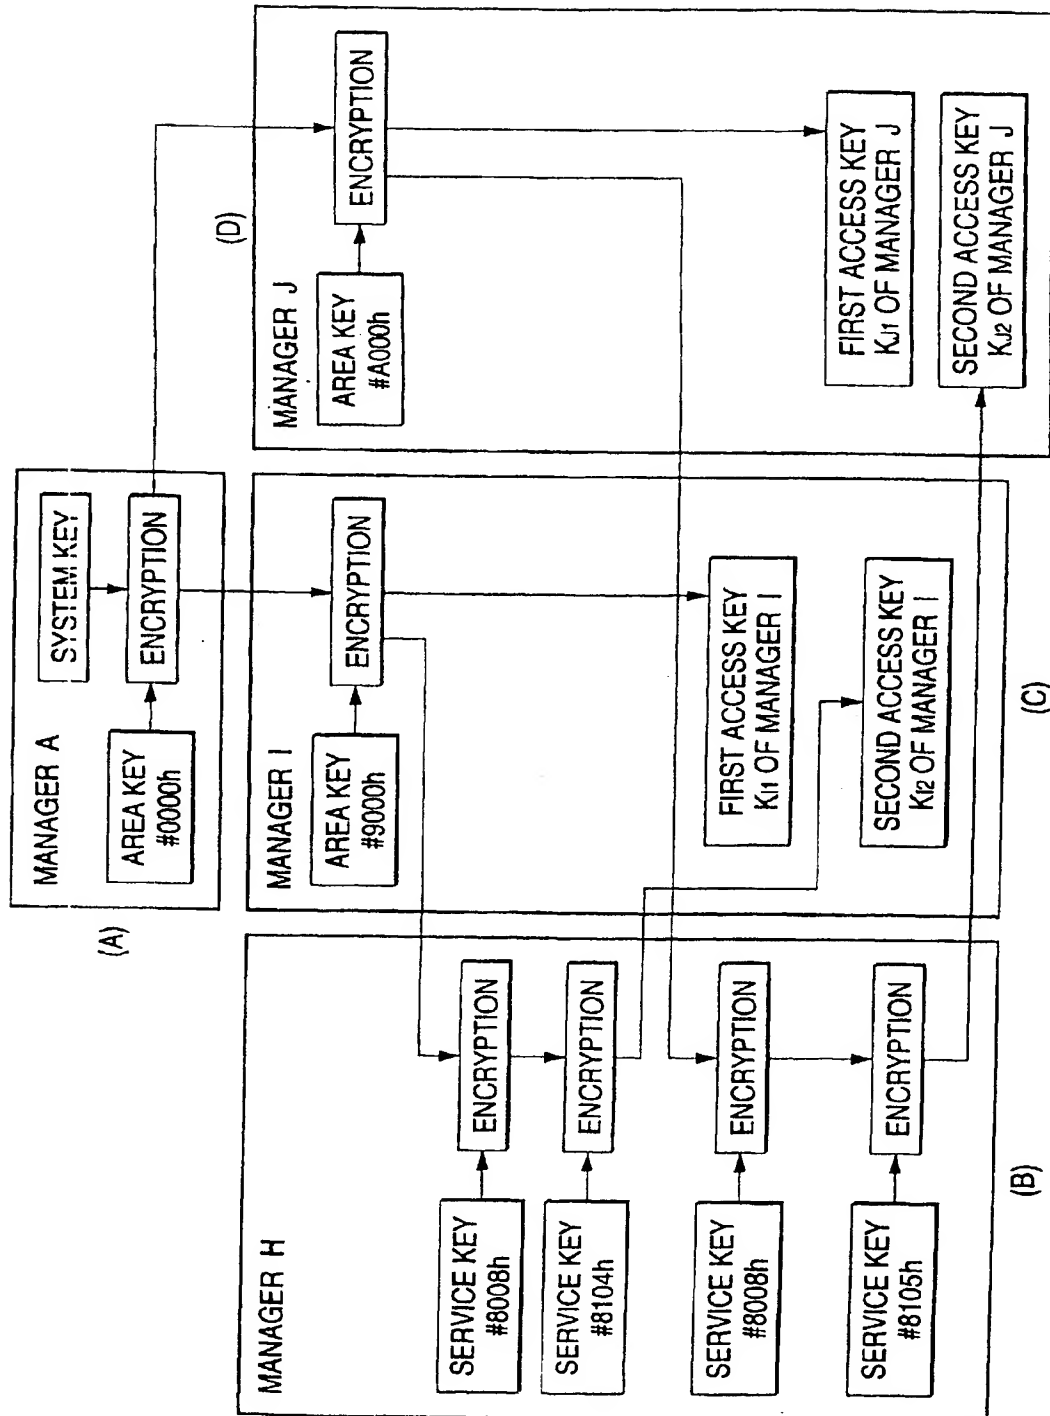 (A)
MANAGER A
SYSTEM KEY
AREA KEY
#0000h
ENCRYPTION
MANAGER H
SERVICE KEY
#8008h
ENCRYPTION
SERVICE KEY
#8104h
ENCRYPTION
SERVICE KEY
#8008h
ENCRYPTION
SERVICE KEY
#8105h
ENCRYPTION
(B)
MANAGER I
AREA KEY
#9000h
ENCRYPTION
FIRST ACCESS KEY
KI1 OF MANAGER I
SECOND ACCESS KEY
KI2 OF MANAGER I
(C)
(D)
MANAGER J
AREA KEY
#A000h
ENCRYPTION
FIRST ACCESS KEY
KJ1 OF MANAGER J
SECOND ACCESS KEY
KJ2 OF MANAGER J